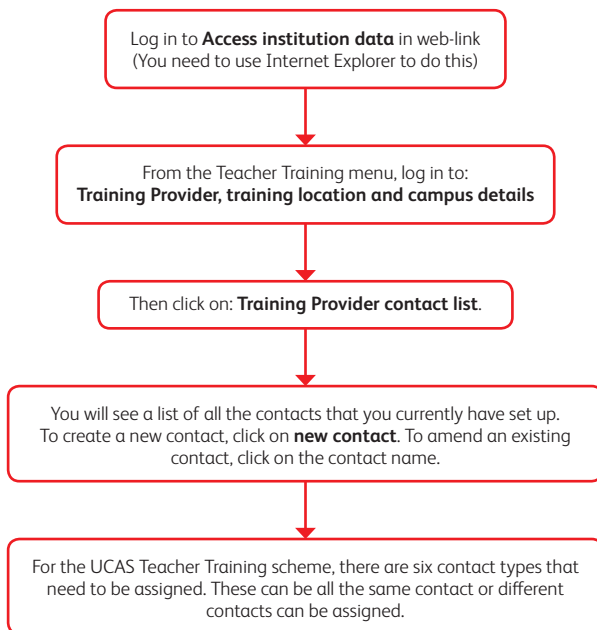 Log in to Access institution data in web-link
(You need to use Internet Explorer to do this)
From the Teacher Training menu, log in to:
Training Provider, training location and campus details
Then click on: Training Provider contact list.
You will see a list of all the contacts that you currently have set up.
To create a new contact, click on new contact. To amend an existing
contact, click on the contact name.
For the UCAS Teacher Training scheme, there are six contact types that
need to be assigned. These can be all the same contact or different
contacts can be assigned.